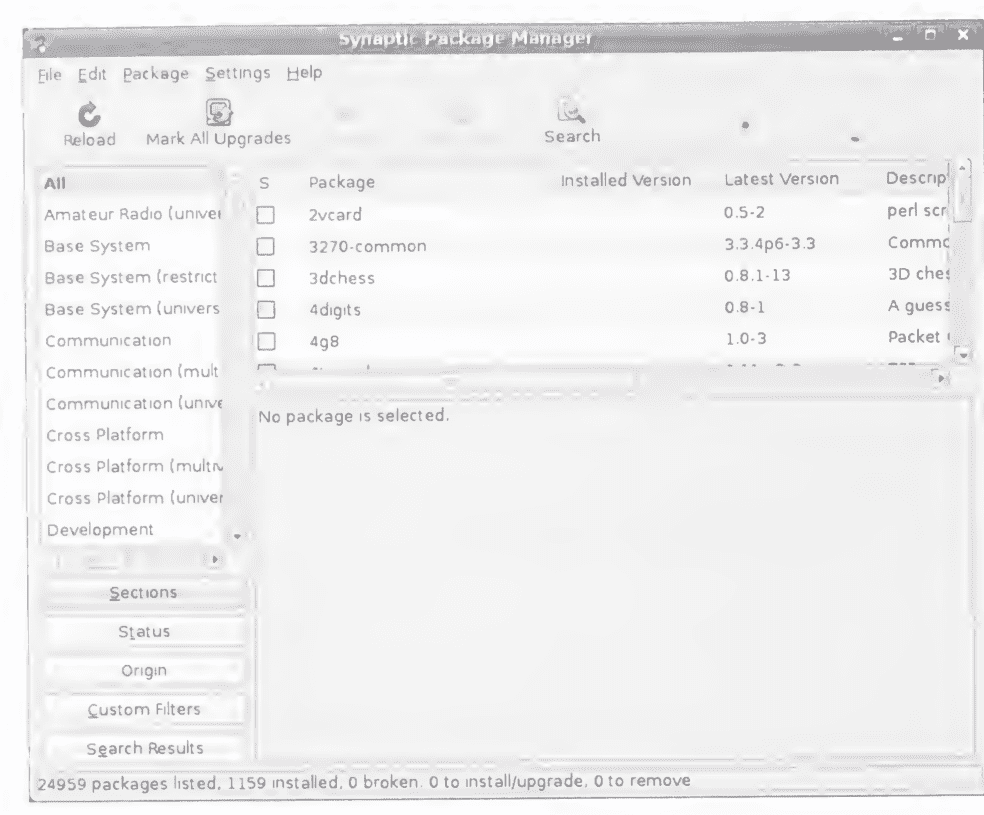 Synaptic Package Manager
File Edit Package Settings Help
Reload Mark All Upgrades Search
All
Amateur Radio (univer
Base System
Base System (restrict
Base System (univers
Communication
Communication (mult
Communication (unive
Cross Platform
Cross Platform (multiv
Cross Platform (univer
Development
Sections
Status
Origin
Custom Filters
Search Results
S Package Installed Version Latest Version Descrip
2vcard 0.5-2 perl scr
3270-common 3.3.4p6-3.3 Commo
3dchess 0.8.1-13 3D ches
4digits 0.8-1 A guess
4g8 1.0-3 Packet
No package is selected.
24959 packages listed, 1159 installed, 0 broken. 0 to install/upgrade, 0 to remove